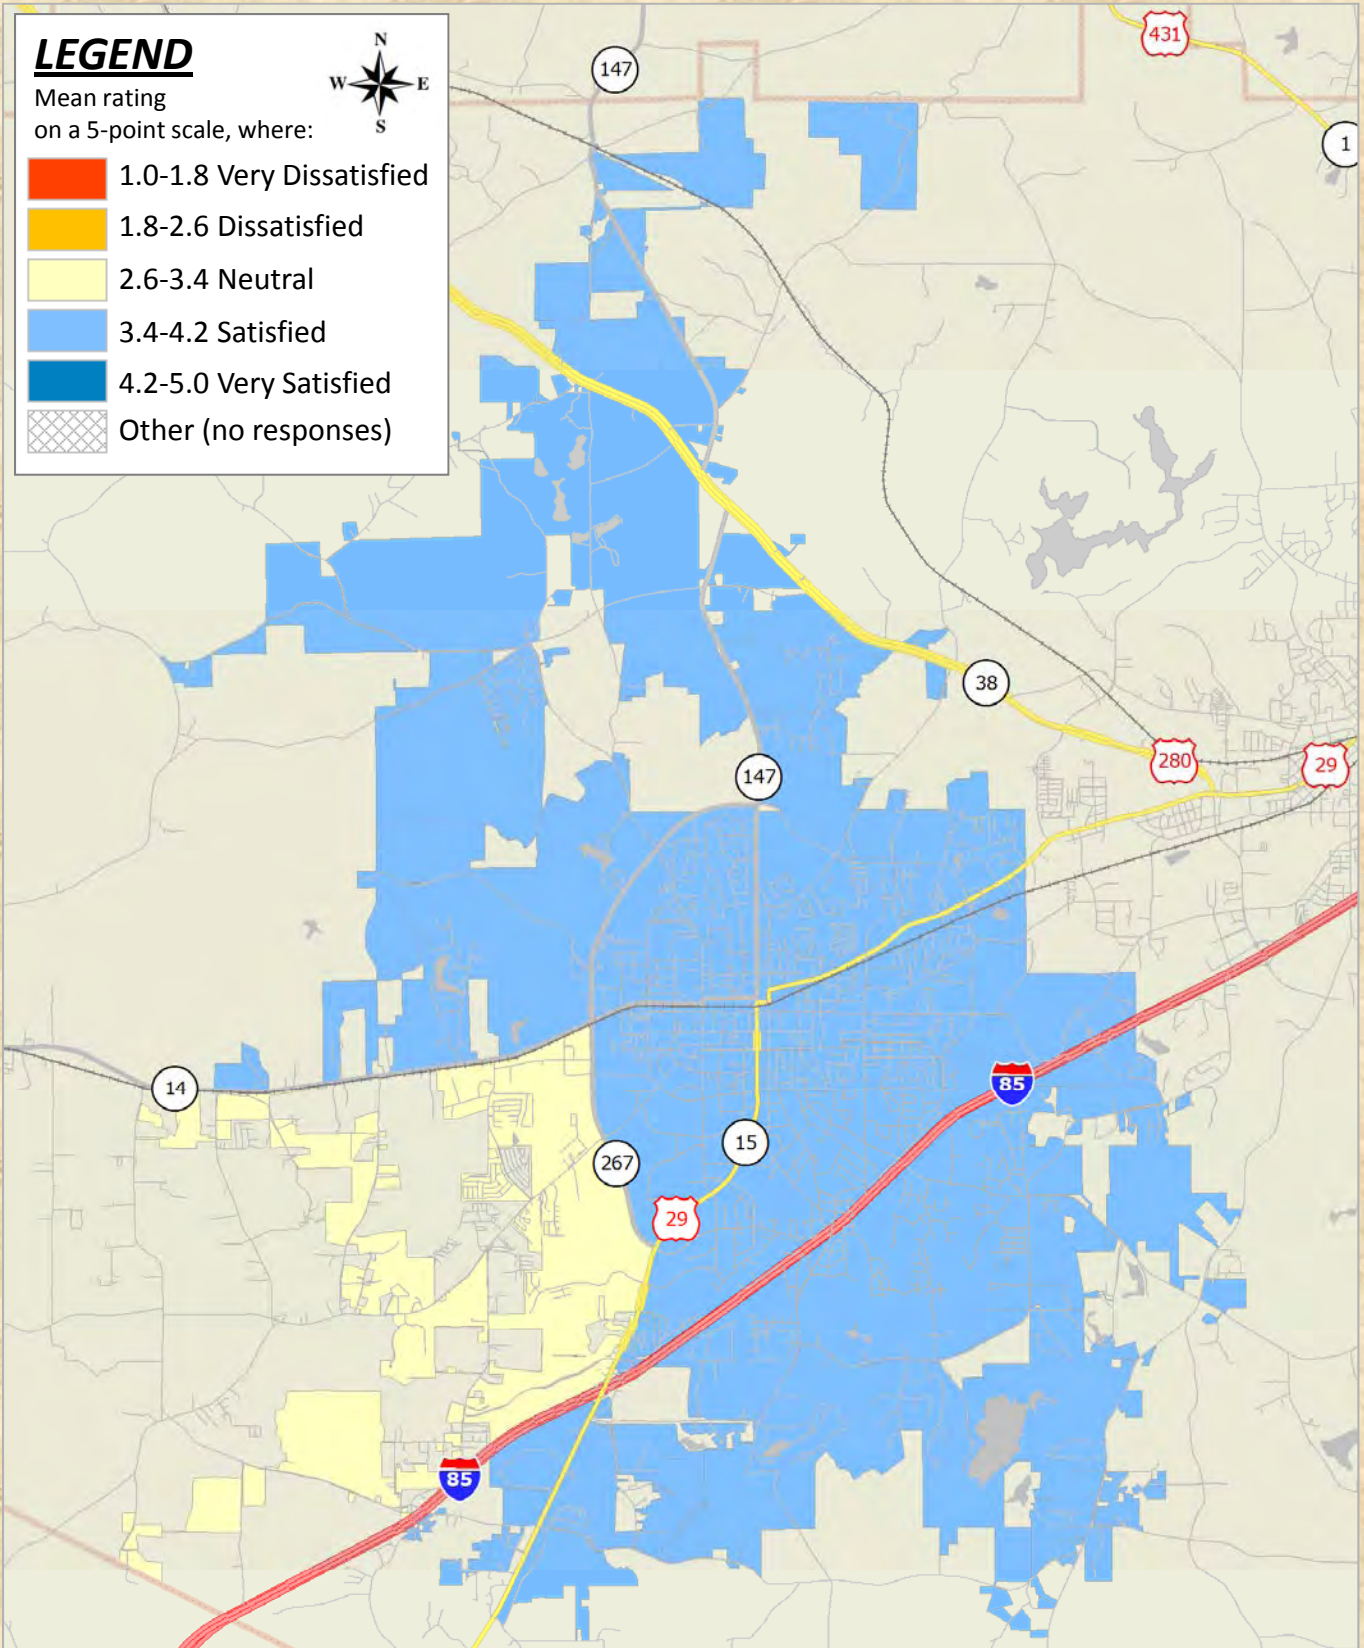 LEGEND
N
W E
S
Mean rating
on a 5-point scale, where:
1.0-1.8 Very Dissatisfied
1.8-2.6 Dissatisfied
2.6-3.4 Neutral
3.4-4.2 Satisfied
4.2-5.0 Very Satisfied
Other (no responses)
147
431
1
38
280
29
147
85
14
15
267
29
85